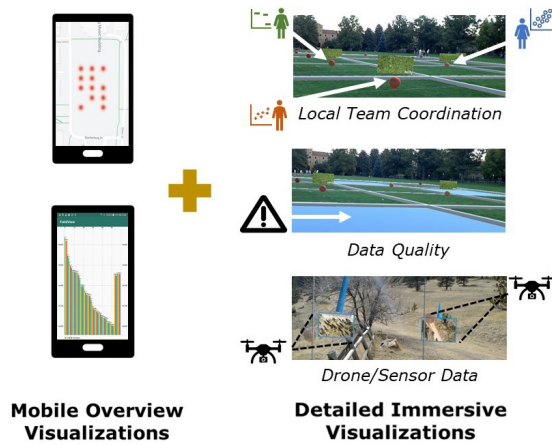 Local Team Coordination
Data Quality
Drone/Sensor Data
Mobile Overview
Visualizations
Detailed Immersive
Visualizations